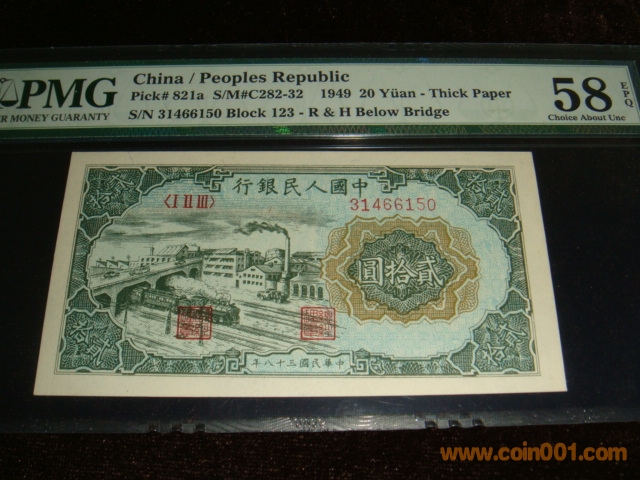 PMG
PAPER MONEY GUARANTY
China / Peoples Republic
Pick# 821a S/M#C282-32 1949 20 Yüan - Thick Paper
S/N 31466150 Block 123 - R & H Below Bridge
58 EPQ
Choice About Unc
行銀民人國中
〈I II III〉 31466150
圓拾貳
年八十三國民華中
www.coin001.com